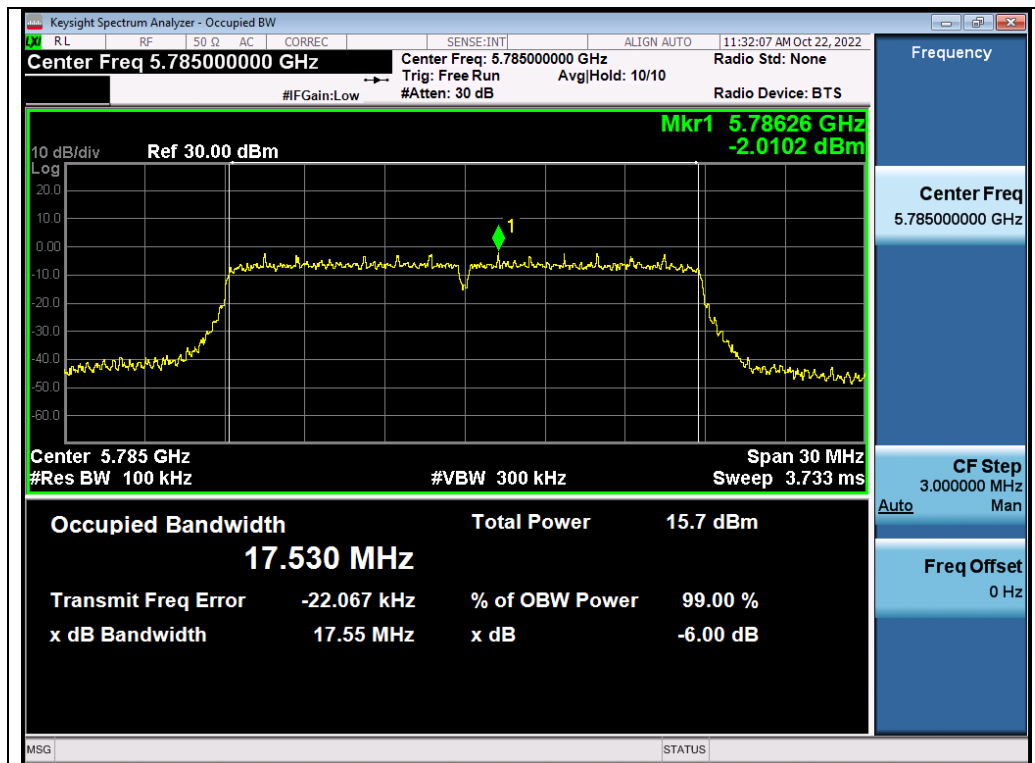 Keysight Spectrum Analyzer - Occupied BW
LXI RL RF 50 Ω AC CORREC SENSE:INT ALIGN AUTO 11:32:07 AM Oct 22, 2022
Center Freq 5.785000000 GHz
Center Freq: 5.785000000 GHz
Radio Std: None
Trig: Free Run Avg|Hold: 10/10
#IFGain:Low
#Atten: 30 dB
Radio Device: BTS
Frequency
Mkr1 5.78626 GHz
-2.0102 dBm
10 dB/div Ref 30.00 dBm
Log
20.0
10.0
0.00
-10.0
-20.0
-30.0
-40.0
-50.0
-60.0
1
Center 5.785 GHz
Span 30 MHz
#Res BW 100 kHz
#VBW 300 kHz
Sweep 3.733 ms
Center Freq
5.785000000 GHz
CF Step
3.000000 MHz
Auto Man
Freq Offset
0 Hz
Occupied Bandwidth
Total Power 15.7 dBm
17.530 MHz
Transmit Freq Error -22.067 kHz
% of OBW Power 99.00 %
x dB Bandwidth 17.55 MHz
x dB -6.00 dB
MSG
STATUS